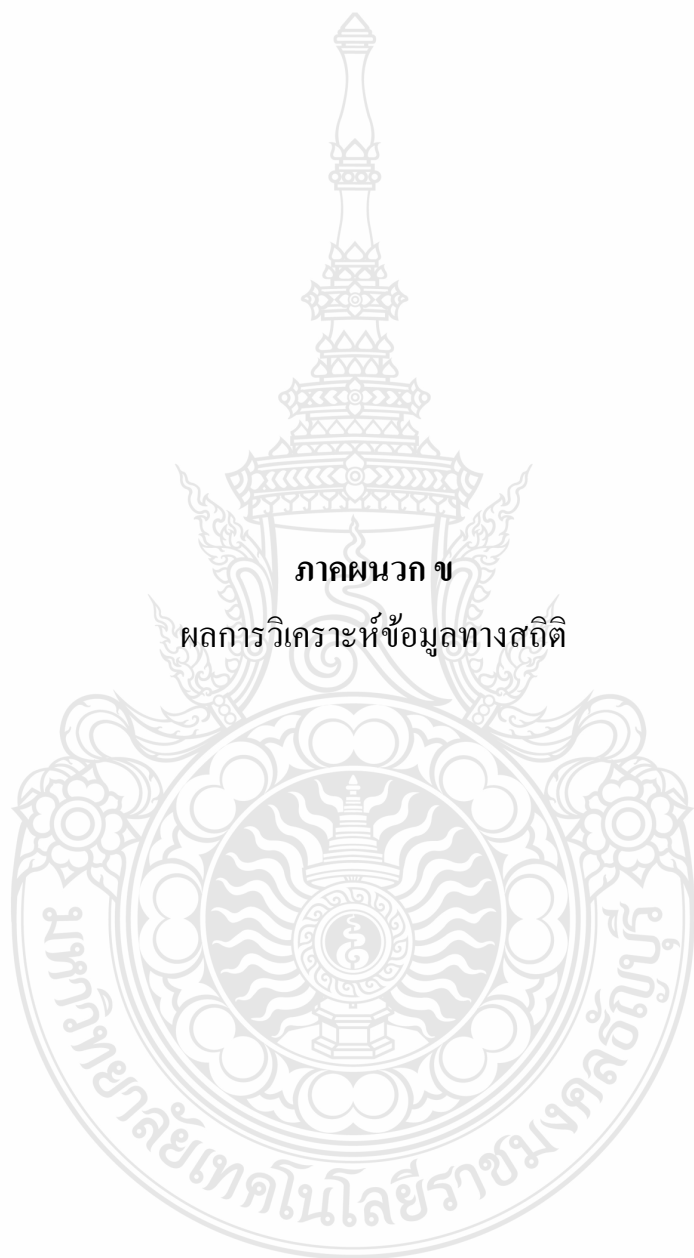 ภาคผนวก ข
ผลการวิเคราะห์ข้อมูลทางสถิติ
มหาวิทยาลัยเทคโนโลยีราชมงคลธัญบุรี